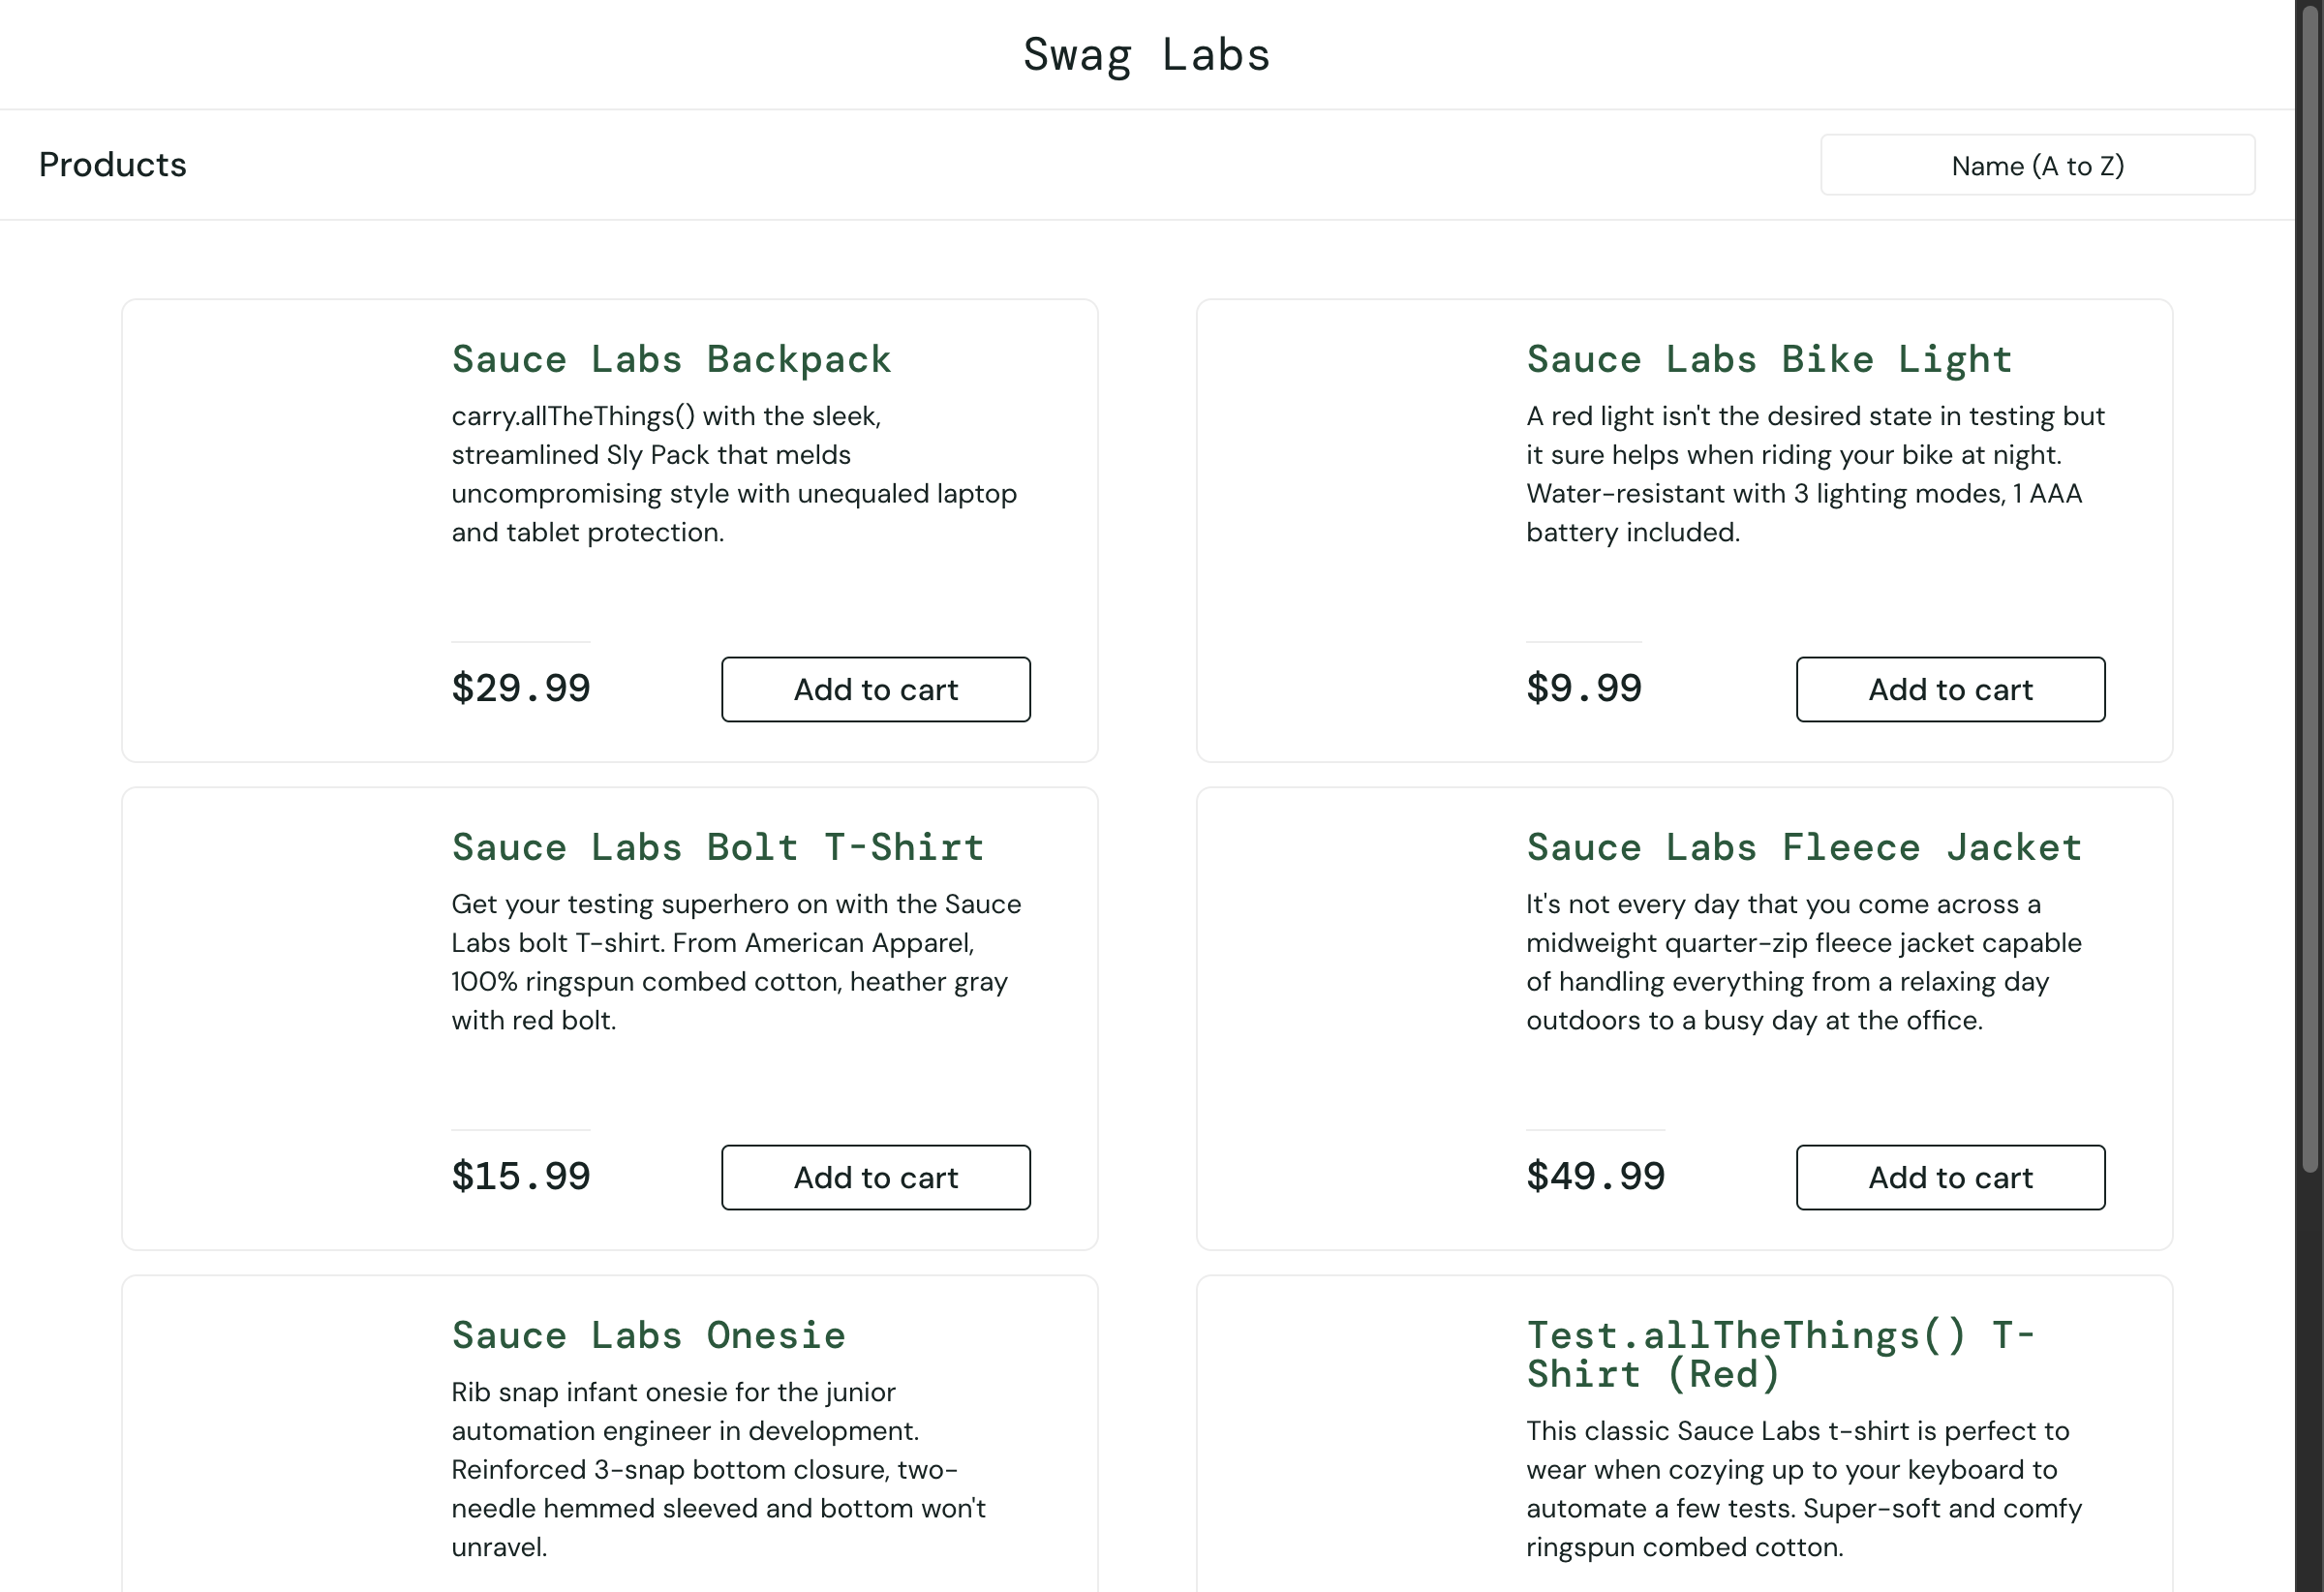 Swag Labs
Products
Name (A to Z)
Sauce Labs Backpack
carry.allTheThings() with the sleek,
streamlined Sly Pack that melds
uncompromising style with unequaled laptop
and tablet protection.
$29.99
Add to cart
Sauce Labs Bike Light
A red light isn't the desired state in testing but
it sure helps when riding your bike at night.
Water-resistant with 3 lighting modes, 1 AAA
battery included.
$9.99
Add to cart
Sauce Labs Bolt T-Shirt
Get your testing superhero on with the Sauce
Labs bolt T-shirt. From American Apparel,
100% ringspun combed cotton, heather gray
with red bolt.
$15.99
Add to cart
Sauce Labs Fleece Jacket
It's not every day that you come across a
midweight quarter-zip fleece jacket capable
of handling everything from a relaxing day
outdoors to a busy day at the office.
$49.99
Add to cart
Sauce Labs Onesie
Rib snap infant onesie for the junior
automation engineer in development.
Reinforced 3-snap bottom closure, two-
needle hemmed sleeved and bottom won't
unravel.
Test.allTheThings() T-
Shirt (Red)
This classic Sauce Labs t-shirt is perfect to
wear when cozying up to your keyboard to
automate a few tests. Super-soft and comfy
ringspun combed cotton.